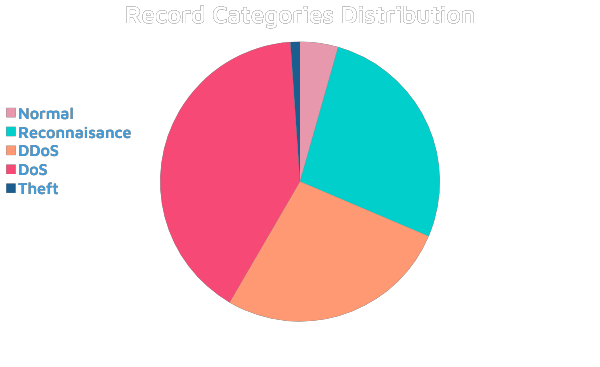 Record Categories Distribution
Normal
Reconnaisance
DDoS
DoS
Theft